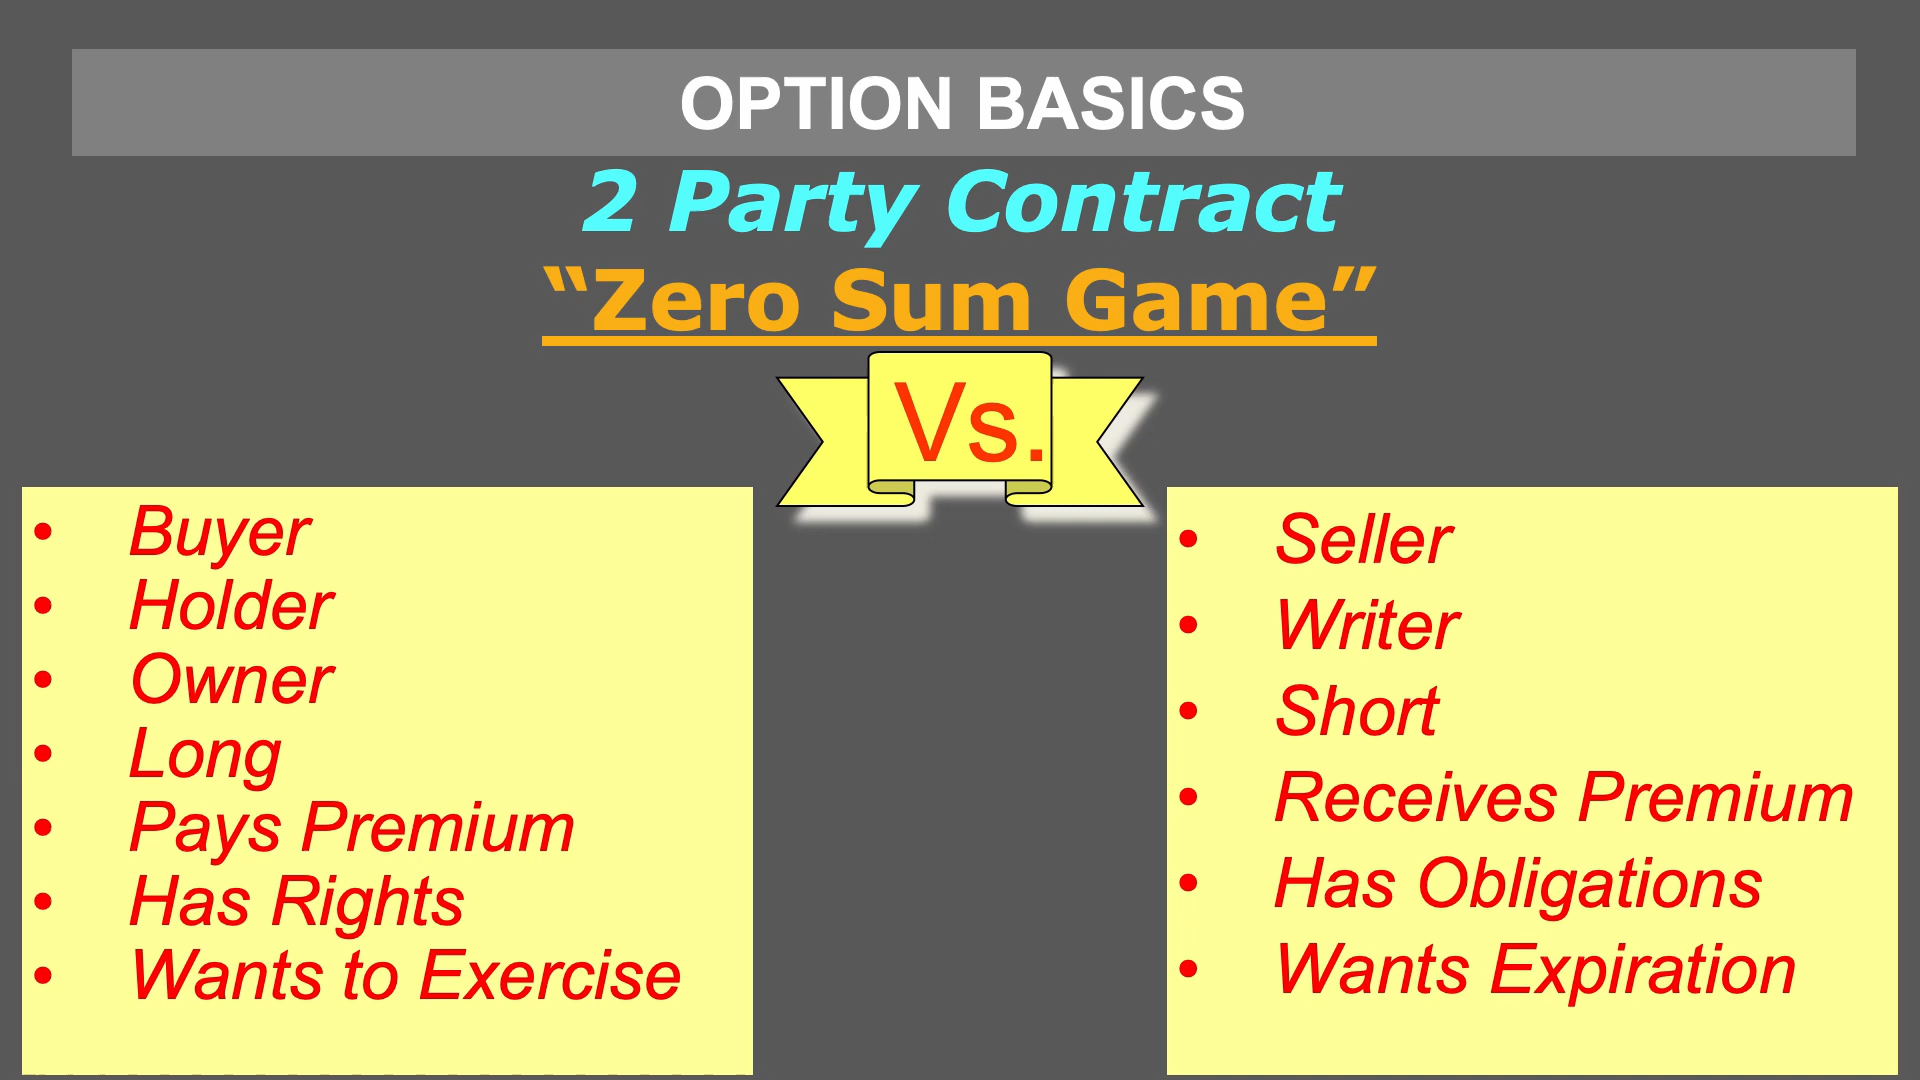 OPTION BASICS
2 Party Contract
“Zero Sum Game”
Vs.
• Buyer
• Holder
• Owner
• Long
• Pays Premium
• Has Rights
• Wants to Exercise
• Seller
• Writer
• Short
• Receives Premium
• Has Obligations
• Wants Expiration